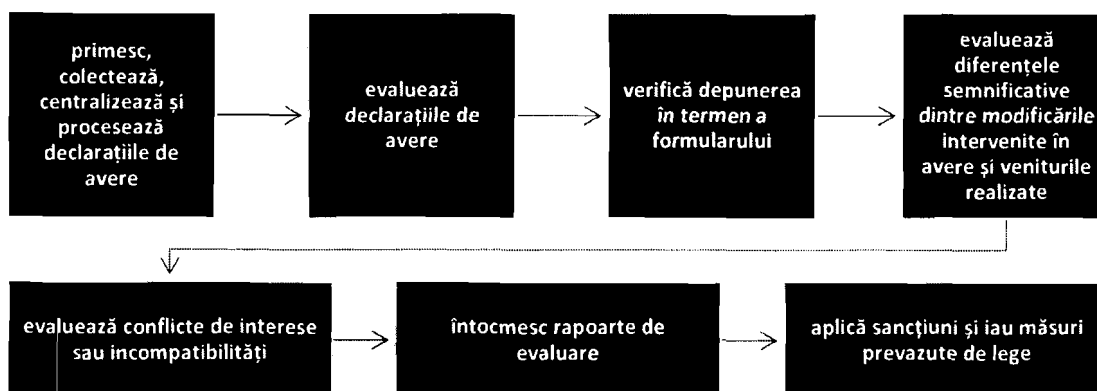 primesc,
colectează,
centralizează și
procesează
declarațiile de
avere
evaluează
declarațiile de
avere
verifică depunerea
în termen a
formularului
evaluează
diferențele
semnificative
dintre modificările
intervenite în
avere și veniturile
realizate
evaluează conflicte de interese
sau incompatibilități
întocmesc rapoarte de
evaluare
aplică sancțiuni și iau măsuri
prevazute de lege